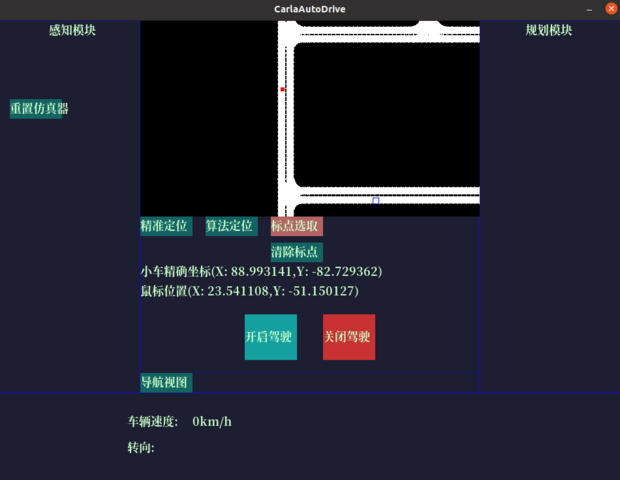 CarlaAutoDrive
感知模块
规划模块
重置仿真器
精准定位 算法定位 标点选取
清除标点
小车精确坐标(X: 88.993141,Y: -82.729362)
鼠标位置(X: 23.541108,Y: -51.150127)
开启驾驶 关闭驾驶
导航视图
车辆速度: 0km/h
转向: